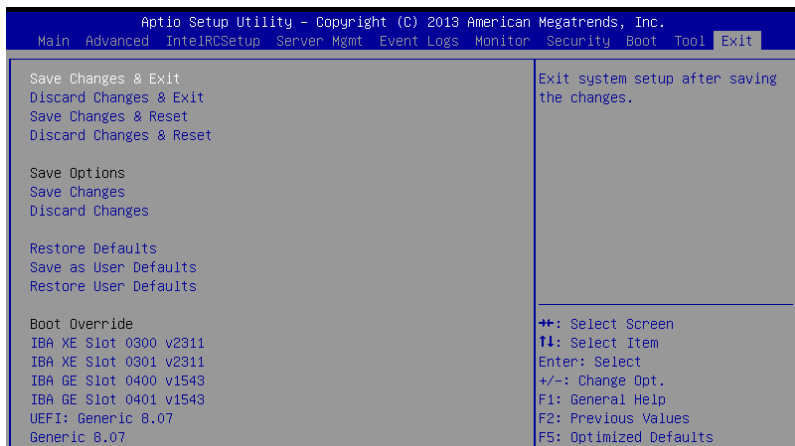 Aptio Setup Utility – Copyright (C) 2013 American Megatrends, Inc.
Main Advanced IntelRCSetup Server Mgmt Event Logs Monitor Security Boot Tool Exit
Save Changes & Exit
Discard Changes & Exit
Save Changes & Reset
Discard Changes & Reset
Save Options
Save Changes
Discard Changes
Restore Defaults
Save as User Defaults
Restore User Defaults
Boot Override
IBA XE Slot 0300 v2311
IBA XE Slot 0301 v2311
IBA GE Slot 0400 v1543
IBA GE Slot 0401 v1543
UEFI: Generic 8.07
Generic 8.07
Exit system setup after saving
the changes.
→←: Select Screen
↑↓: Select Item
Enter: Select
+/-: Change Opt.
F1: General Help
F2: Previous Values
F5: Optimized Defaults